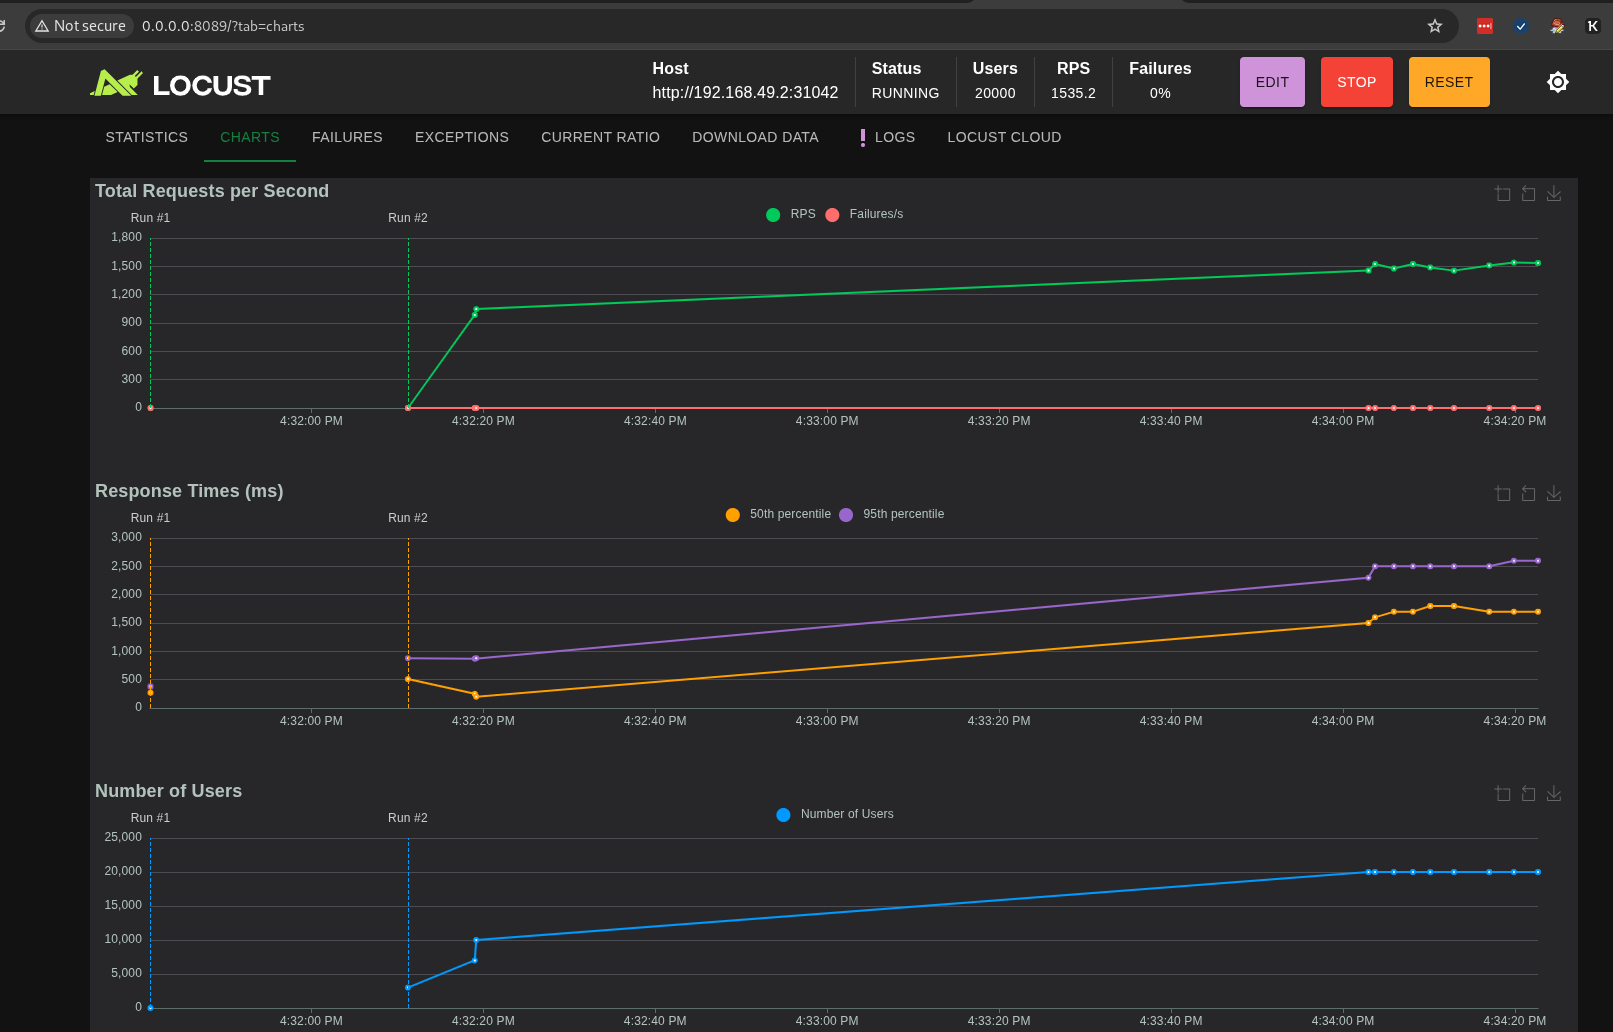 Not secure 0.0.0.0:8089/?tab=charts
LOCUST
Host
http://192.168.49.2:31042
Status
RUNNING
Users
20000
RPS
1535.2
Failures
0%
EDIT
STOP
RESET
STATISTICS CHARTS FAILURES EXCEPTIONS CURRENT RATIO DOWNLOAD DATA LOGS LOCUST CLOUD
Total Requests per Second
Run #1 Run #2 RPS Failures/s
1,800
1,500
1,200
900
600
300
0
4:32:00 PM 4:32:20 PM 4:32:40 PM 4:33:00 PM 4:33:20 PM 4:33:40 PM 4:34:00 PM 4:34:20 PM
Response Times (ms)
Run #1 Run #2 50th percentile 95th percentile
3,000
2,500
2,000
1,500
1,000
500
0
4:32:00 PM 4:32:20 PM 4:32:40 PM 4:33:00 PM 4:33:20 PM 4:33:40 PM 4:34:00 PM 4:34:20 PM
Number of Users
Run #1 Run #2 Number of Users
25,000
20,000
15,000
10,000
5,000
0
4:32:00 PM 4:32:20 PM 4:32:40 PM 4:33:00 PM 4:33:20 PM 4:33:40 PM 4:34:00 PM 4:34:20 PM